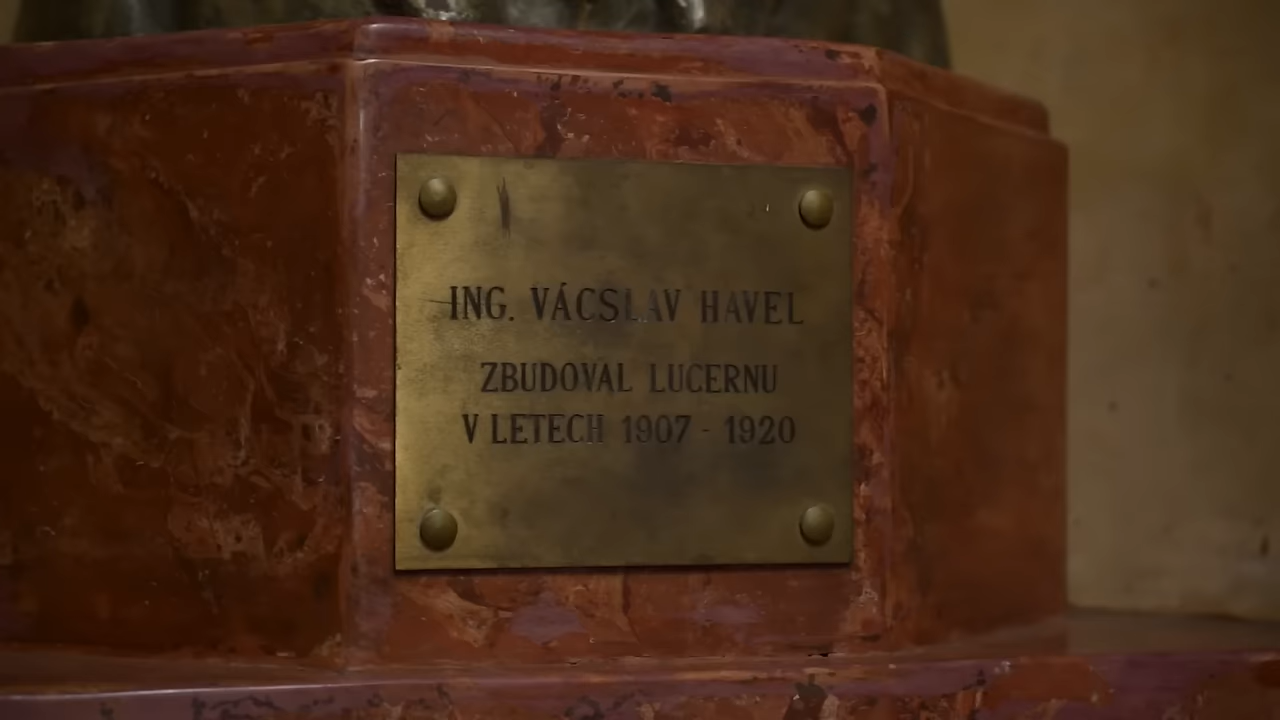 ING. VÁCSLAV HAVEL
ZBUDOVAL LUCERNU
V LETECH 1907 - 1920